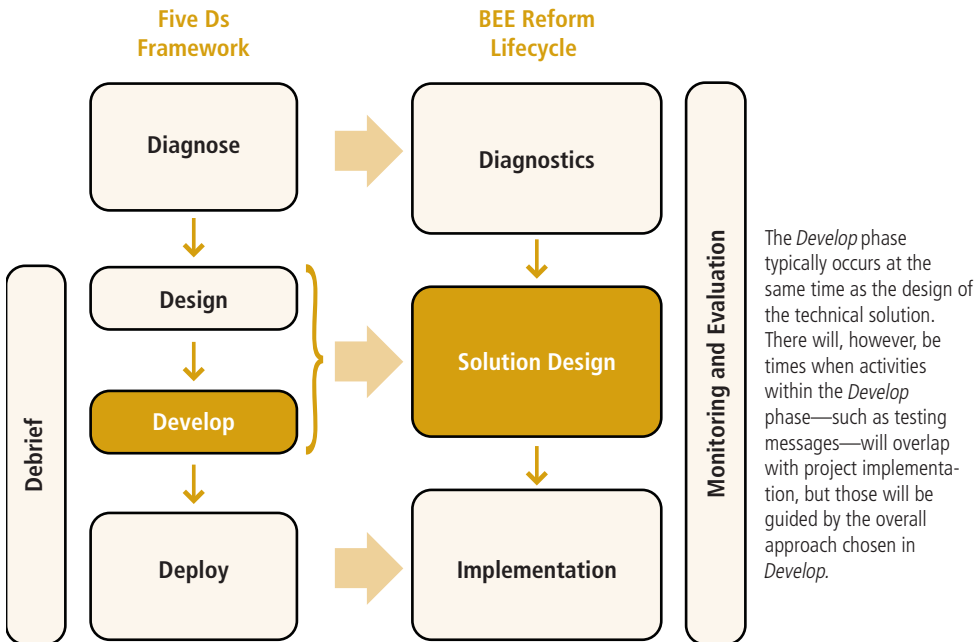 Five Ds
Framework
BEE Reform
Lifecycle
Diagnose
Diagnostics
Design
Develop
Solution Design
Deploy
Implementation
Debrief
Monitoring and Evaluation
The Develop phase
typically occurs at the
same time as the design of
the technical solution.
There will, however, be
times when activities
within the Develop
phase—such as testing
messages—will overlap
with project implementa-
tion, but those will be
guided by the overall
approach chosen in
Develop.